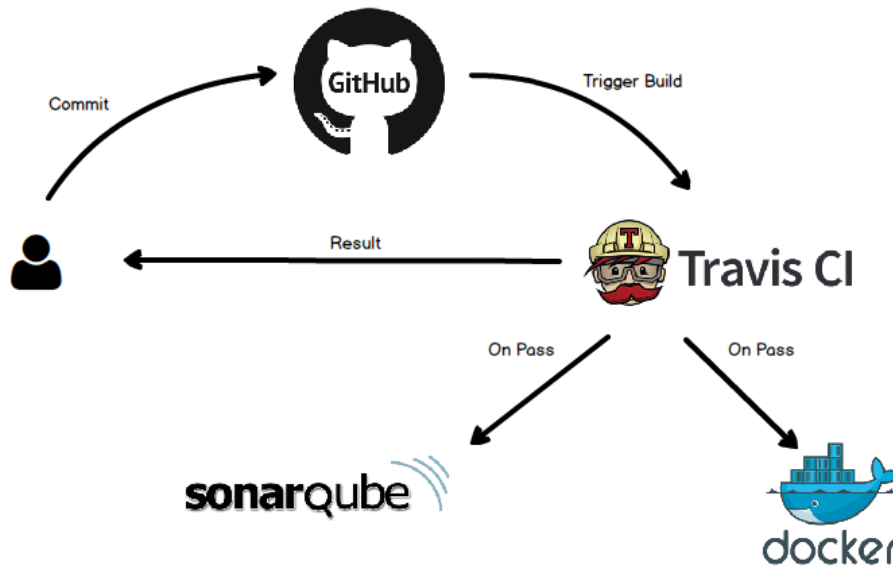 GitHub
Commit
Trigger Build
Result
T
Travis CI
On Pass
On Pass
sonarqube
docker